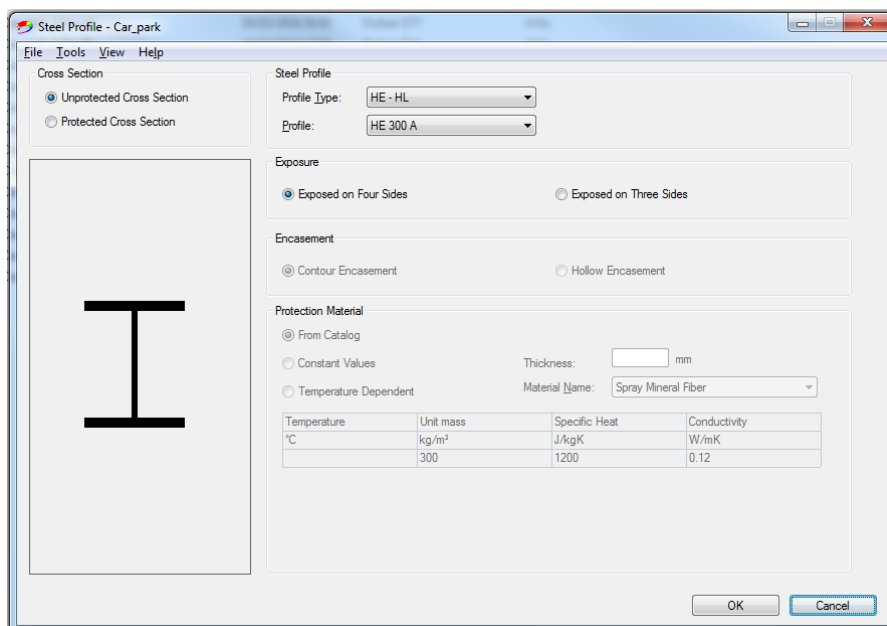 Steel Profile - Car_park
File Tools View Help
Cross Section
Unprotected Cross Section
Protected Cross Section
Steel Profile
Profile Type: HE - HL
Profile: HE 300 A
Exposure
Exposed on Four Sides Exposed on Three Sides
Encasement
Contour Encasement Hollow Encasement
Protection Material
From Catalog
Constant Values Thickness: mm
Temperature Dependent Material Name: Spray Mineral Fiber
Temperature Unit mass Specific Heat Conductivity
°C kg/m³ J/kgK W/mK
300 1200 0.12
OK Cancel